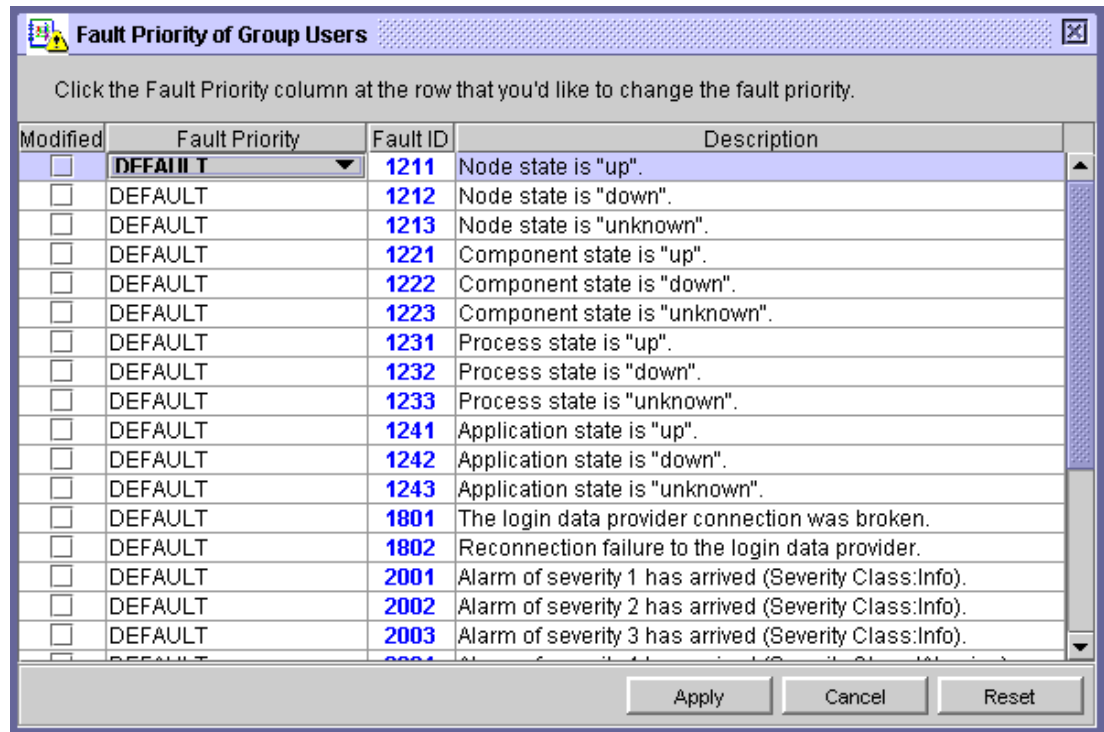 Fault Priority of Group Users
Click the Fault Priority column at the row that you'd like to change the fault priority.
Modified Fault Priority Fault ID Description
DEFAULT 1211 Node state is "up".
DEFAULT 1212 Node state is "down".
DEFAULT 1213 Node state is "unknown".
DEFAULT 1221 Component state is "up".
DEFAULT 1222 Component state is "down".
DEFAULT 1223 Component state is "unknown".
DEFAULT 1231 Process state is "up".
DEFAULT 1232 Process state is "down".
DEFAULT 1233 Process state is "unknown".
DEFAULT 1241 Application state is "up".
DEFAULT 1242 Application state is "down".
DEFAULT 1243 Application state is "unknown".
DEFAULT 1801 The login data provider connection was broken.
DEFAULT 1802 Reconnection failure to the login data provider.
DEFAULT 2001 Alarm of severity 1 has arrived (Severity Class:Info).
DEFAULT 2002 Alarm of severity 2 has arrived (Severity Class:Info).
DEFAULT 2003 Alarm of severity 3 has arrived (Severity Class:Info).
Apply Cancel Reset